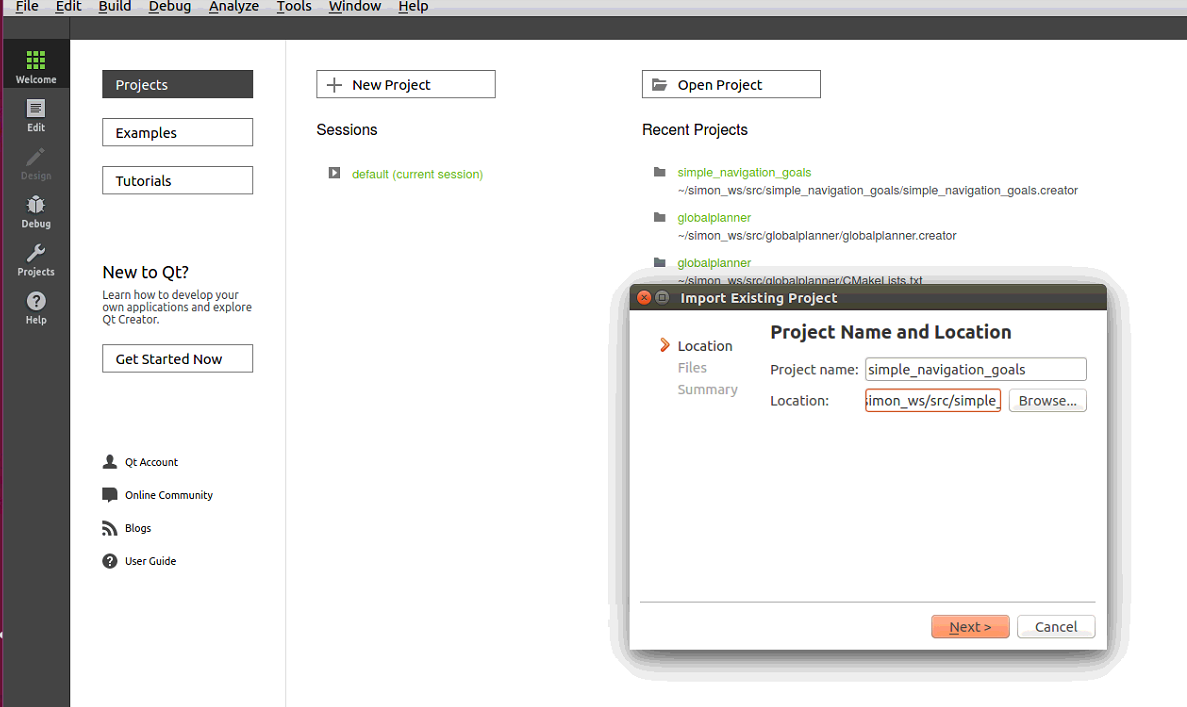 File Edit Build Debug Analyze Tools Window Help
Welcome
Edit
Design
Debug
Projects
Help
Projects
Examples
Tutorials
New to Qt?
Learn how to develop your
own applications and explore
Qt Creator.
Get Started Now
Qt Account
Online Community
Blogs
User Guide
New Project
Sessions
default (current session)
Open Project
Recent Projects
simple_navigation_goals
~/simon_ws/src/simple_navigation_goals/simple_navigation_goals.creator
globalplanner
~/simon_ws/src/globalplanner/globalplanner.creator
globalplanner
~/simon_ws/src/globalplanner/CMakeLists.txt
Import Existing Project
Location
Files
Summary
Project Name and Location
Project name: simple_navigation_goals
Location: simon_ws/src/simple_ Browse...
Next > Cancel